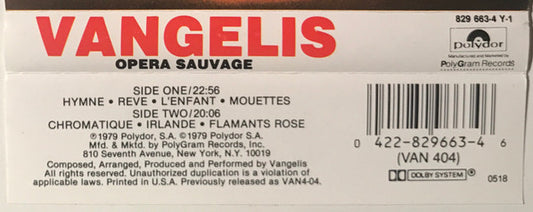 829 663-4 Y-1
VANGELIS
OPERA SAUVAGE
polydor
Manufactured and Marketed by
PolyGram Records
SIDE ONE/22:56
HYMNE • REVE • L'ENFANT • MOUETTES
SIDE TWO/20:06
CHROMATIQUE • IRLANDE • FLAMANTS ROSE
℗1979 Polydor, S.A. ©1979 Polydor S.A.
Mfd. & Mktd. by PolyGram Records, Inc.
810 Seventh Avenue, New York, N.Y. 10019
Composed, Arranged, Produced and Performed by Vangelis
All rights reserved. Unauthorized duplication is a violation of
applicable laws. Printed in U.S.A. Previously released as VAN4-04.
0 422-829663-4 6
(VAN 404)
DOLBY SYSTEM ®
0518